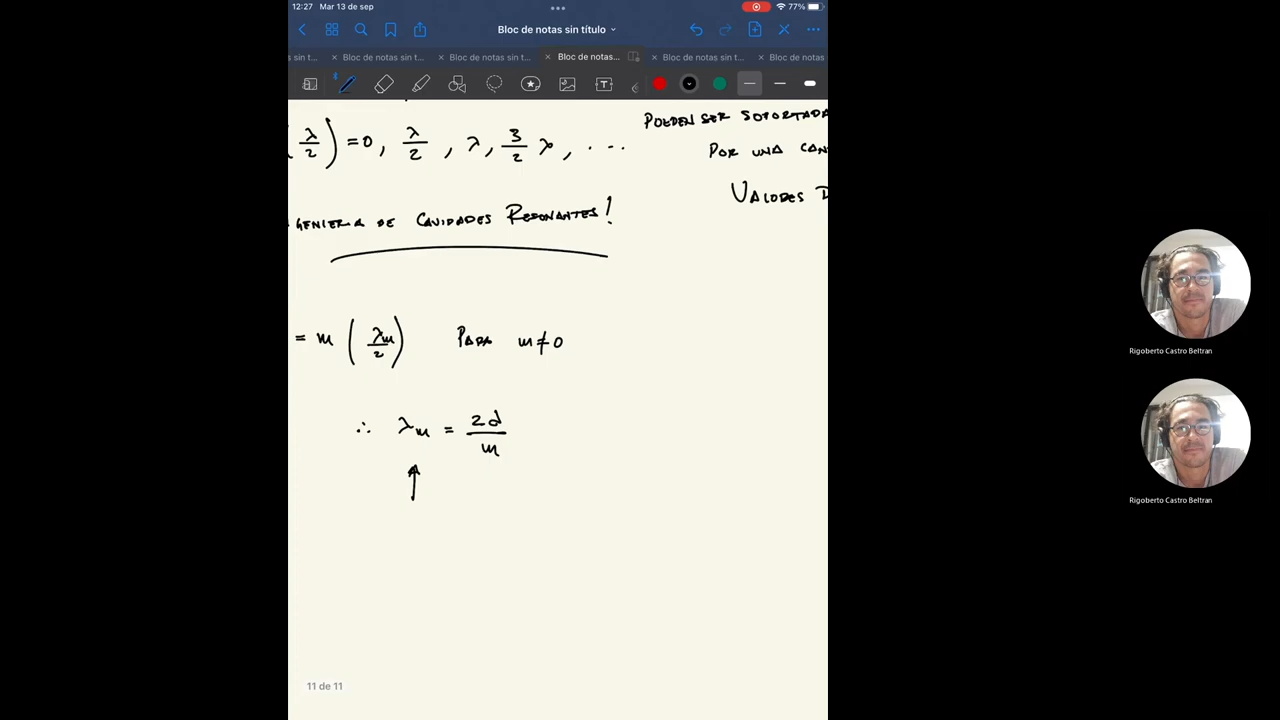 12:27 Mar 13 de sep
77%
Bloc de notas sin título
s sin t...
Bloc de notas sin t...
Bloc de notas sin t...
Bloc de notas...
Bloc de notas sin t...
Bloc de notas
(λ/2) = 0, λ/2, λ, 3/2 λ, ...
PUEDEN SER SOPORTADA
POR UNA CAV
VALORES D
GENIERIA DE CAVIDADES RESONANTES!
= m (λm/2) PARA m ≠ 0
∴ λm = 2d/m
11 de 11
Rigoberto Castro Beltran
Rigoberto Castro Beltran